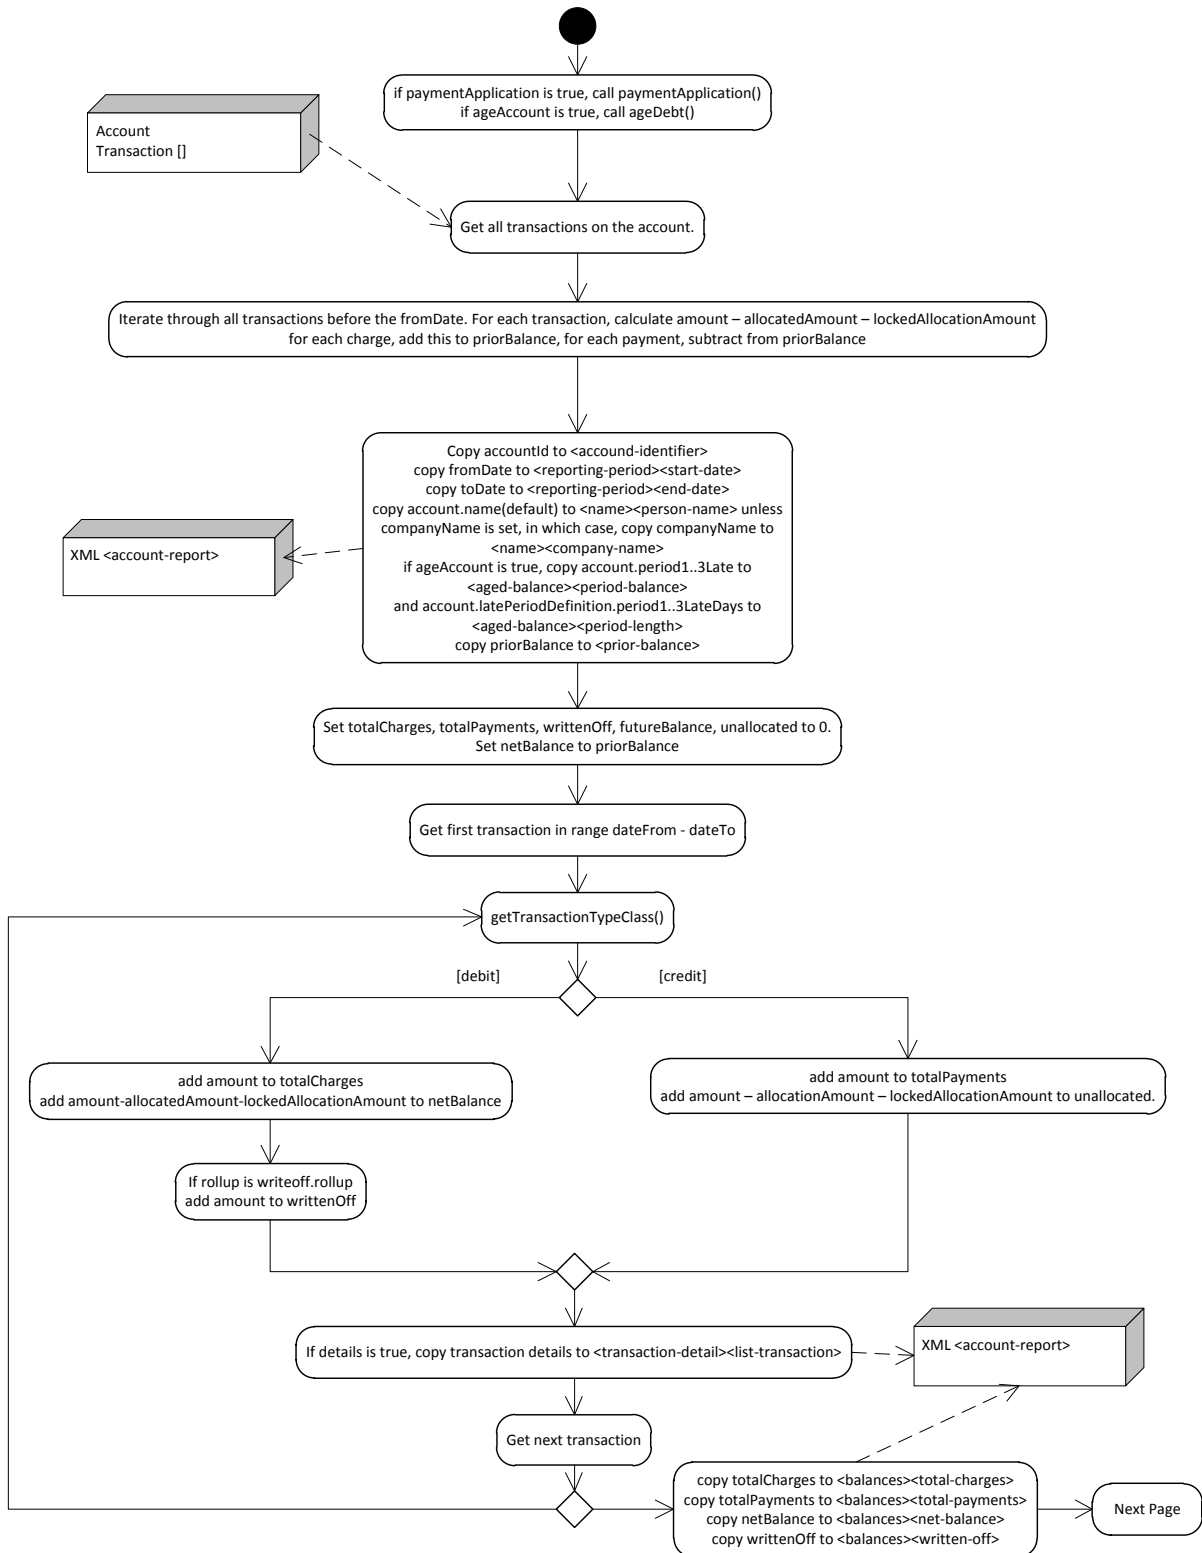 if paymentApplication is true, call paymentApplication()
if ageAccount is true, call ageDebt()
Account
Transaction []
Get all transactions on the account.
Iterate through all transactions before the fromDate. For each transaction, calculate amount – allocatedAmount – lockedAllocationAmount
for each charge, add this to priorBalance, for each payment, subtract from priorBalance
Copy accountId to <accound-identifier>
copy fromDate to <reporting-period><start-date>
copy toDate to <reporting-period><end-date>
copy account.name(default) to <name><person-name> unless
companyName is set, in which case, copy companyName to
<name><company-name>
if ageAccount is true, copy account.period1..3Late to
<aged-balance><period-balance>
and account.latePeriodDefinition.period1..3LateDays to
<aged-balance><period-length>
copy priorBalance to <prior-balance>
XML <account-report>
Set totalCharges, totalPayments, writtenOff, futureBalance, unallocated to 0.
Set netBalance to priorBalance
Get first transaction in range dateFrom - dateTo
getTransactionTypeClass()
[debit]
[credit]
add amount to totalCharges
add amount-allocatedAmount-lockedAllocationAmount to netBalance
add amount to totalPayments
add amount – allocationAmount – lockedAllocationAmount to unallocated.
If rollup is writeoff.rollup
add amount to writtenOff
If details is true, copy transaction details to <transaction-detail><list-transaction>
XML <account-report>
Get next transaction
copy totalCharges to <balances><total-charges>
copy totalPayments to <balances><total-payments>
copy netBalance to <balances><net-balance>
copy writtenOff to <balances><written-off>
Next Page